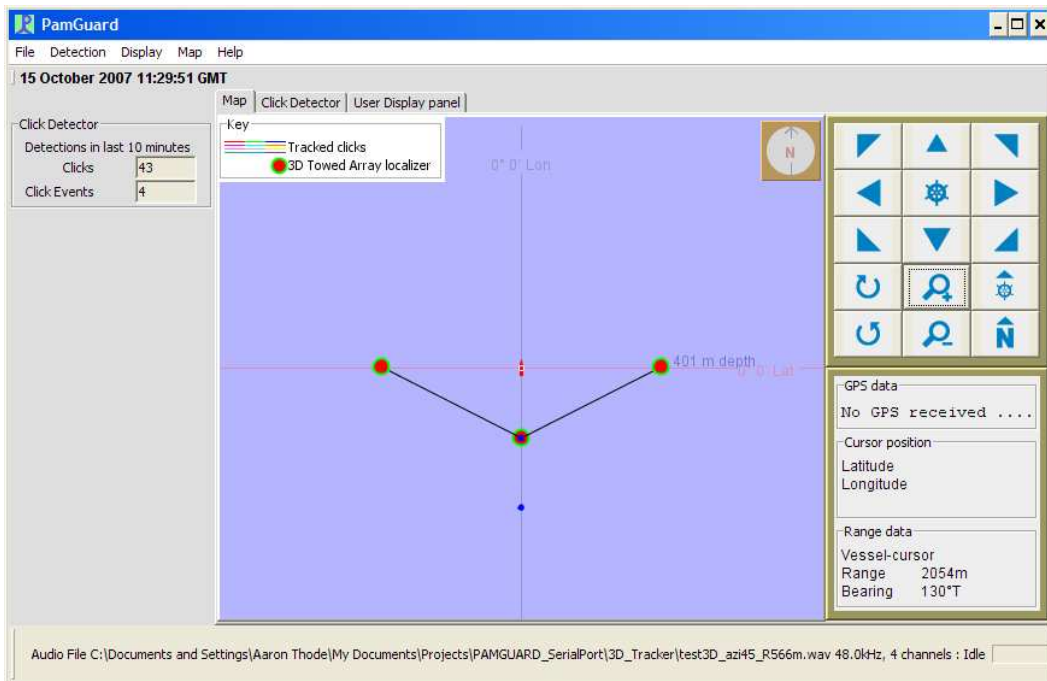 PamGuard
File Detection Display Map Help
15 October 2007 11:29:51 GMT
Map Click Detector User Display panel
Click Detector
Detections in last 10 minutes
Clicks 43
Click Events 4
Key
Tracked clicks
3D Towed Array localizer
0° 0' Lon
N
401 m depth
0° 0' Lat
N
GPS data
No GPS received ....
Cursor position
Latitude
Longitude
Range data
Vessel-cursor
Range 2054m
Bearing 130°T
Audio File C:\Documents and Settings\Aaron Thode\My Documents\Projects\PAMGUARD_SerialPort\3D_Tracker\test3D_azi45_R566m.wav 48.0kHz, 4 channels : Idle